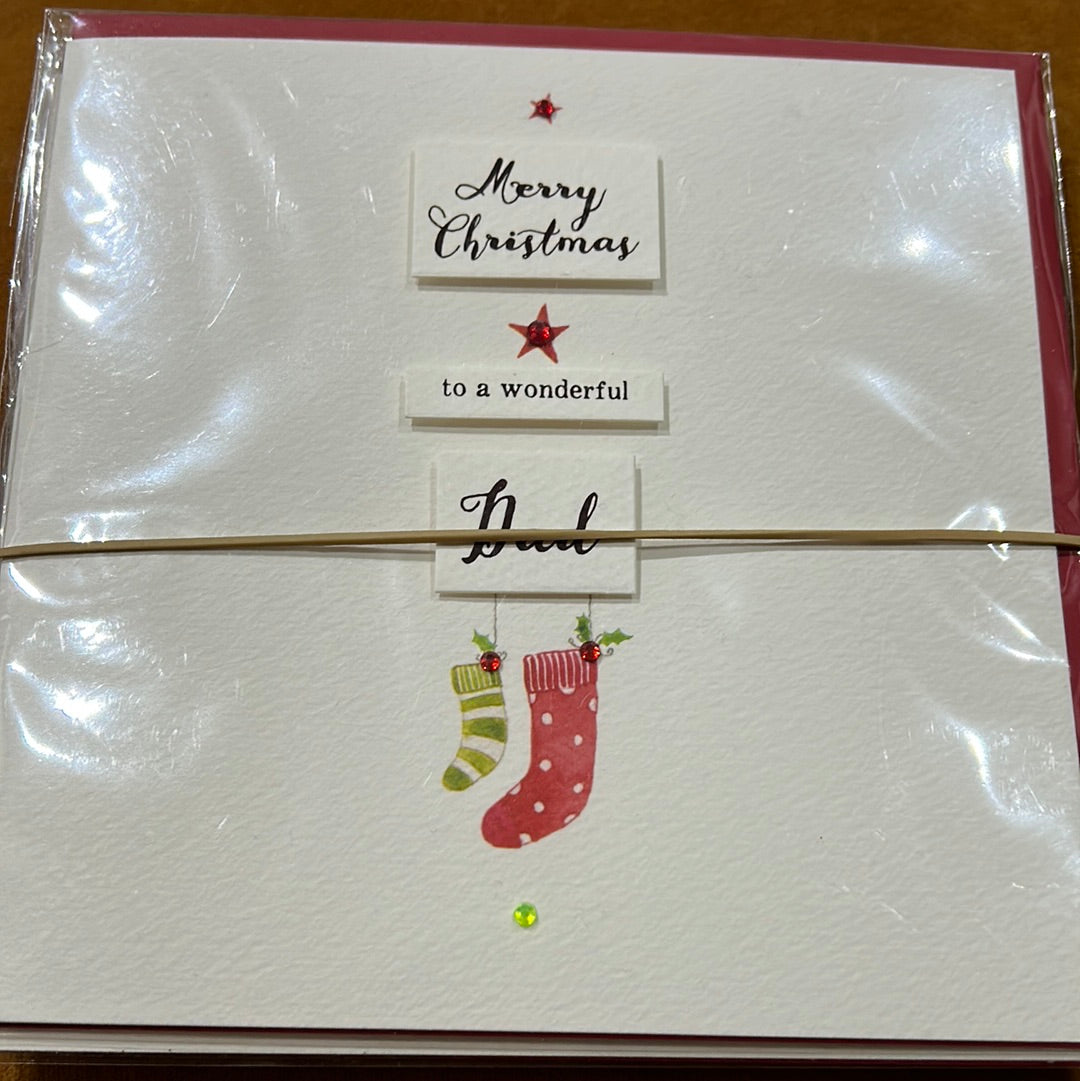 Merry
Christmas
to a wonderful
Dad